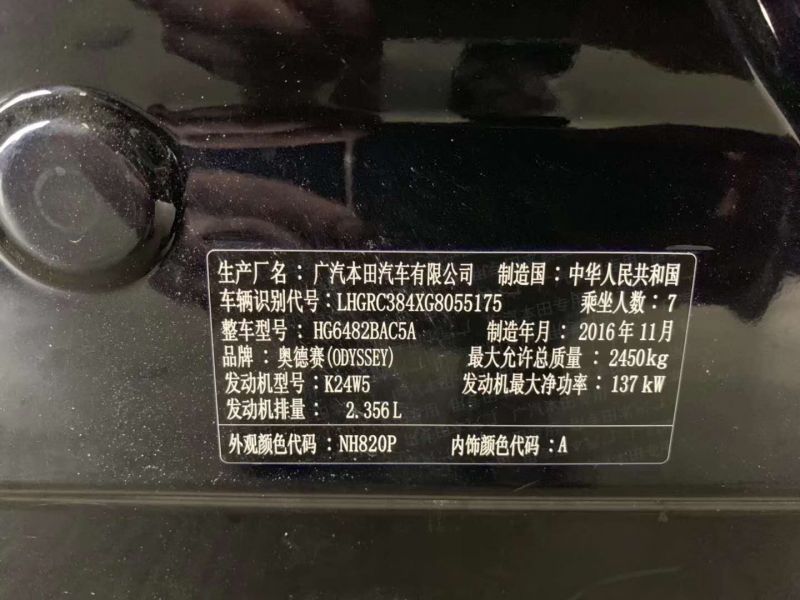 生产厂名：广汽本田汽车有限公司 制造国：中华人民共和国
车辆识别代号：LHGRC384XG8055175 乘坐人数：7
整车型号：HG6482BAC5A 制造年月：2016年11月
品牌：奥德赛(ODYSSEY) 最大允许总质量：2450kg
发动机型号：K24W5 发动机最大净功率：137kW
发动机排量：2.356L
外观颜色代码：NH820P 内饰颜色代码：A